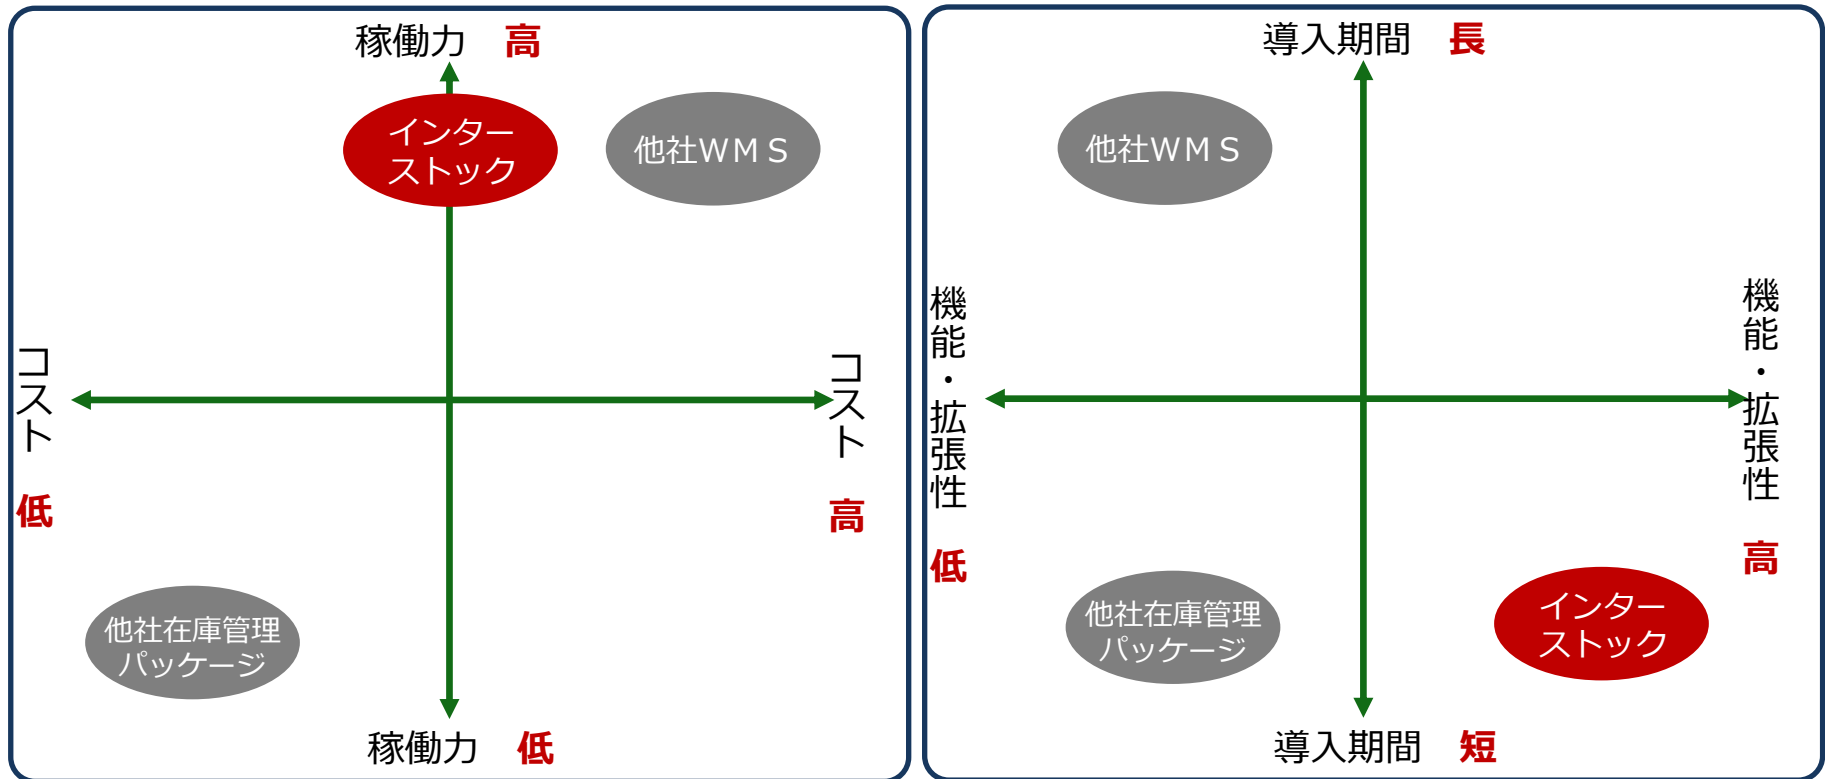 稼働力 高
インター
ストック
他社WMS
コスト 低
コスト 高
他社在庫管理
パッケージ
稼働力 低
導入期間 長
他社WMS
機能・拡張性 低
機能・拡張性 高
他社在庫管理
パッケージ
インター
ストック
導入期間 短